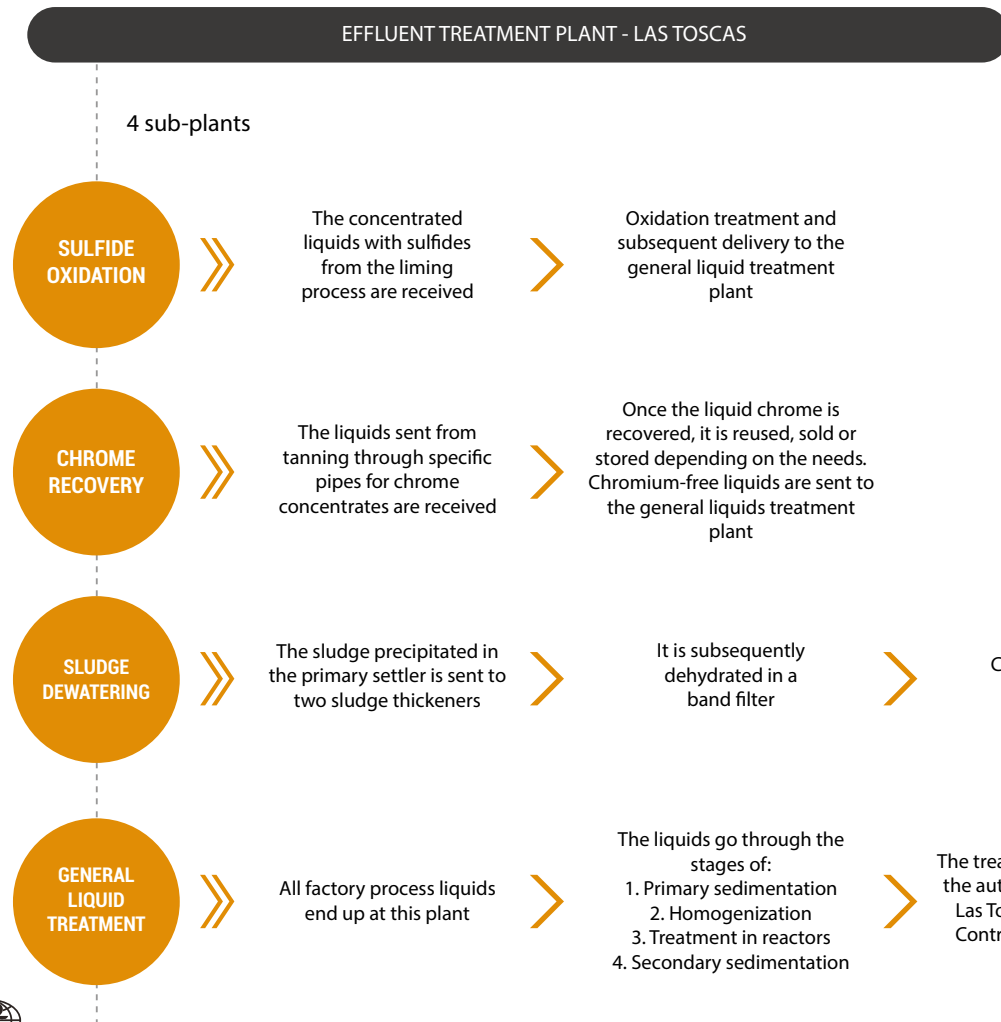 EFFLUENT TREATMENT PLANT - LAS TOSCAS
4 sub-plants
SULFIDE
OXIDATION
The concentrated
liquids with sulfides
from the liming
process are received
Oxidation treatment and
subsequent delivery to the
general liquid treatment
plant
CHROME
RECOVERY
The liquids sent from
tanning through specific
pipes for chrome
concentrates are received
Once the liquid chrome is
recovered, it is reused, sold or
stored depending on the needs.
Chromium-free liquids are sent to
the general liquids treatment
plant
SLUDGE
DEWATERING
The sludge precipitated in
the primary settler is sent to
two sludge thickeners
It is subsequently
dehydrated in a
band filter
GENERAL
LIQUID
TREATMENT
All factory process liquids
end up at this plant
The liquids go through the
stages of:
1. Primary sedimentation
2. Homogenization
3. Treatment in reactors
4. Secondary sedimentation
The
the
Las